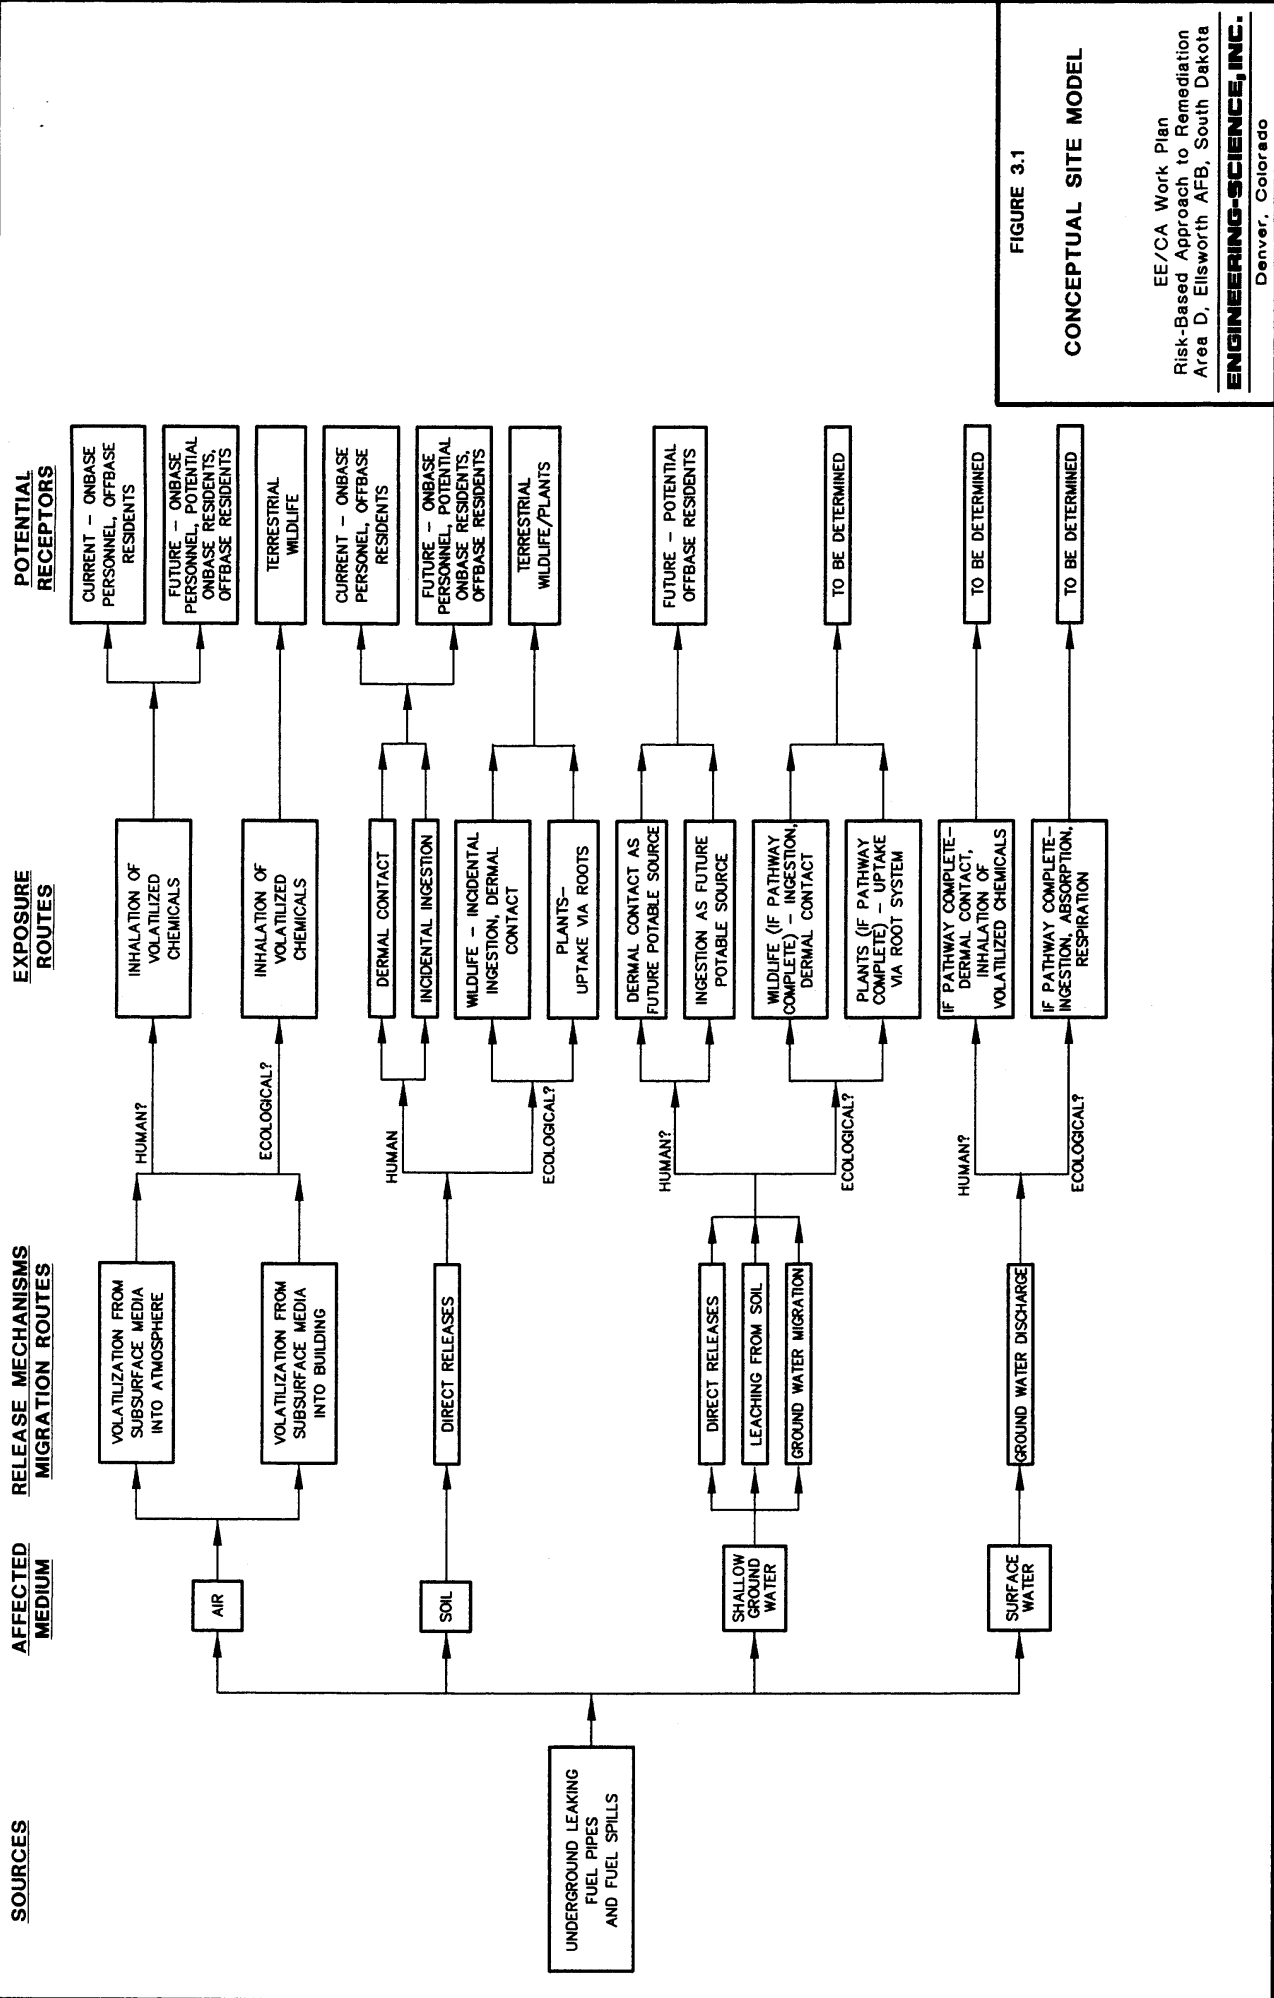 SOURCES
AFFECTED
MEDIUM
RELEASE MECHANISMS
MIGRATION ROUTES
EXPOSURE
ROUTES
POTENTIAL
RECEPTORS
UNDERGROUND LEAKING
FUEL PIPES
AND FUEL SPILLS
AIR
VOLATILIZATION FROM
SUBSURFACE MEDIA
INTO ATMOSPHERE
VOLATILIZATION FROM
SUBSURFACE MEDIA
INTO BUILDING
HUMAN?
ECOLOGICAL?
INHALATION OF
VOLATILIZED
CHEMICALS
INHALATION OF
VOLATILIZED
CHEMICALS
CURRENT – ONBASE
PERSONNEL, OFFBASE
RESIDENTS
FUTURE – ONBASE
PERSONNEL, POTENTIAL
ONBASE RESIDENTS,
OFFBASE RESIDENTS
TERRESTRIAL
WILDLIFE
SOIL
DIRECT RELEASES
HUMAN
ECOLOGICAL?
DERMAL CONTACT
INCIDENTAL INGESTION
WILDLIFE – INCIDENTAL
INGESTION, DERMAL
CONTACT
PLANTS–
UPTAKE VIA ROOTS
CURRENT – ONBASE
PERSONEL, OFFBASE
RESIDENTS
FUTURE – ONBASE
PERSONNEL, POTENTIAL
ONBASE RESIDENTS,
OFFBASE RESIDENTS
TERRESTRIAL
WILDLIFE/PLANTS
SHALLOW
GROUND
WATER
DIRECT RELEASES
LEACHING FROM SOIL
GROUND WATER MIGRATION
HUMAN?
ECOLOGICAL?
DERMAL CONTACT AS
FUTURE POTABLE SOURCE
INGESTION AS FUTURE
POTABLE SOURCE
WILDLIFE (IF PATHWAY
COMPLETE) – INGESTION,
DERMAL CONTACT
PLANTS (IF PATHWAY
COMPLETE) – UPTAKE
VIA ROOT SYSTEM
FUTURE – POTENTIAL
OFFBASE RESIDENTS
TO BE DETERMINED
SURFACE
WATER
GROUND WATER DISCHARGE
HUMAN?
ECOLOGICAL?
IF PATHWAY COMPLETE–
DERMAL CONTACT,
INHALATION OF
VOLATILIZED CHEMICALS
IF PATHWAY COMPLETE–
INGESTION, ABSORPTION,
RESPIRATION
TO BE DETERMINED
TO BE DETERMINED
FIGURE 3.1
CONCEPTUAL SITE MODEL
EE/CA Work Plan
Risk-Based Approach to Remediation
Area D, Ellsworth AFB, South Dakota
ENGINEERING-SCIENCE, INC.
Denver, Colorado